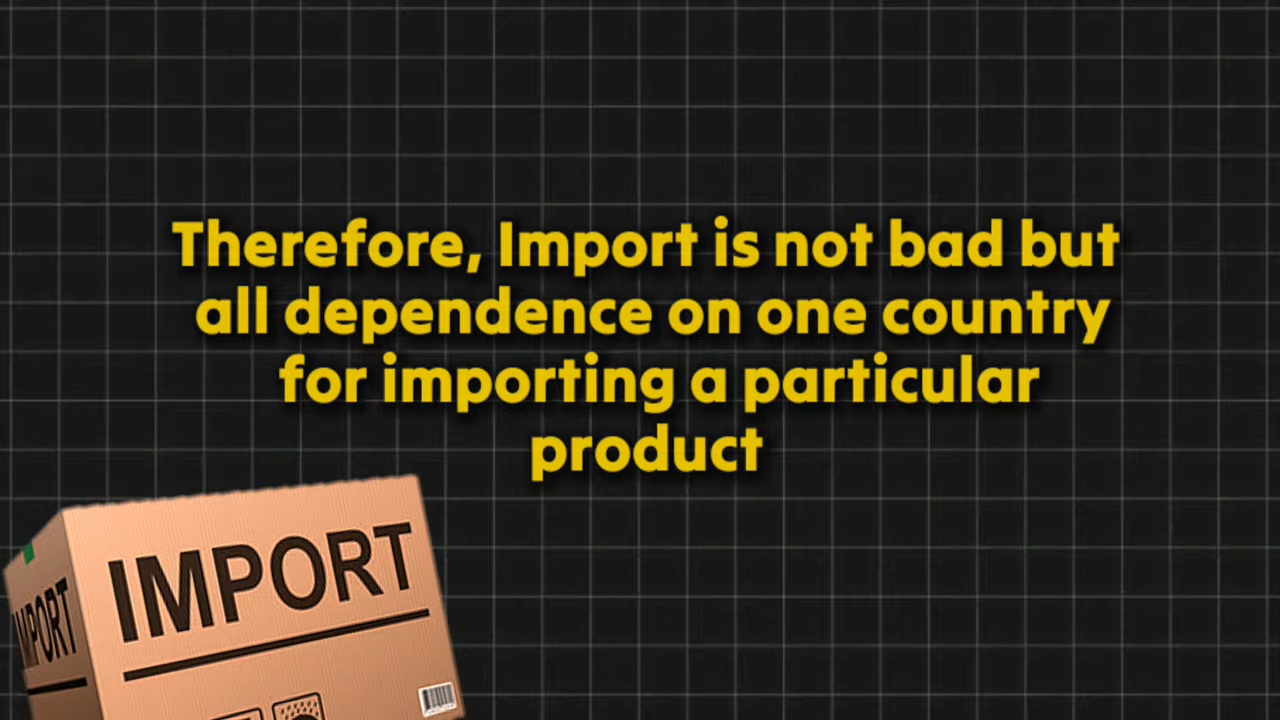 Therefore, Import is not bad but
all dependence on one country
for importing a particular
product
IMPORT
IMPORT